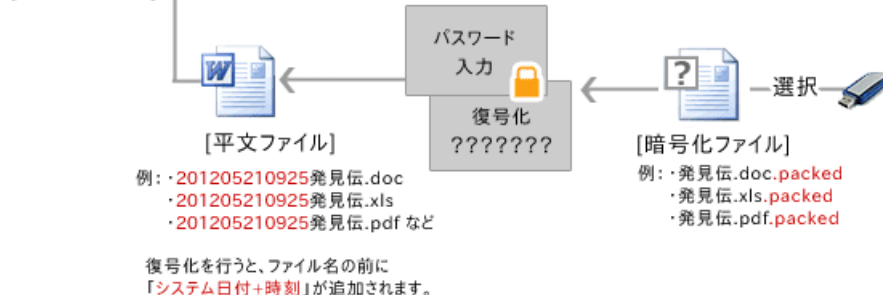 パスワード
入力
W
?
選択
復号化
???????
[平文ファイル]
[暗号化ファイル]
例:・201205210925発見伝.doc
・201205210925発見伝.xls
・201205210925発見伝.pdf など
例:・発見伝.doc.packed
・発見伝.xls.packed
・発見伝.pdf.packed
復号化を行うと、ファイル名の前に
「システム日付+時刻」が追加されます。